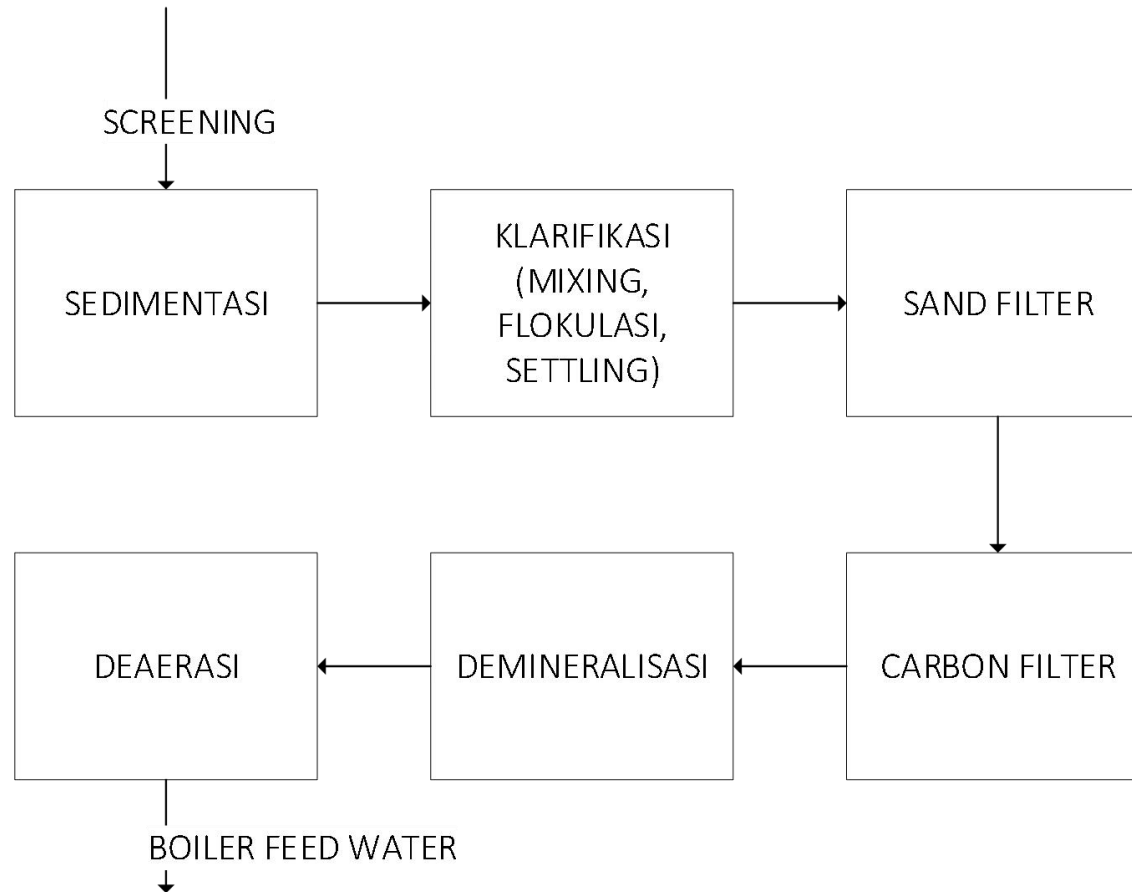 SCREENING
SEDIMENTASI
KLARIFIKASI
(MIXING,
FLOKULASI,
SETTLING)
SAND FILTER
CARBON FILTER
DEMINERALISASI
DEAERASI
BOILER FEED WATER